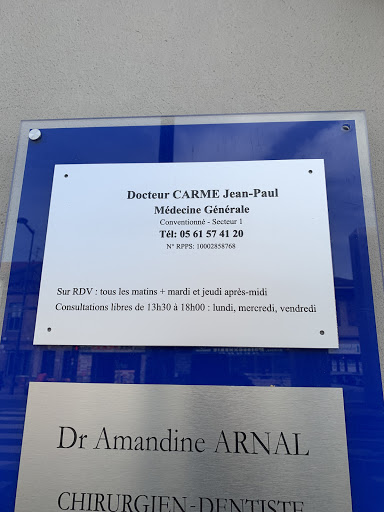 Docteur CARME Jean-Paul
Médecine Générale
Conventionné - Secteur 1
Tél: 05 61 57 41 20
N° RPPS: 10002858768
Sur RDV : tous les matins + mardi et jeudi après-midi
Consultations libres de 13h30 à 18h00 : lundi, mercredi, vendredi
Dr Amandine ARNAL
CHIRURGIEN-DENTISTE